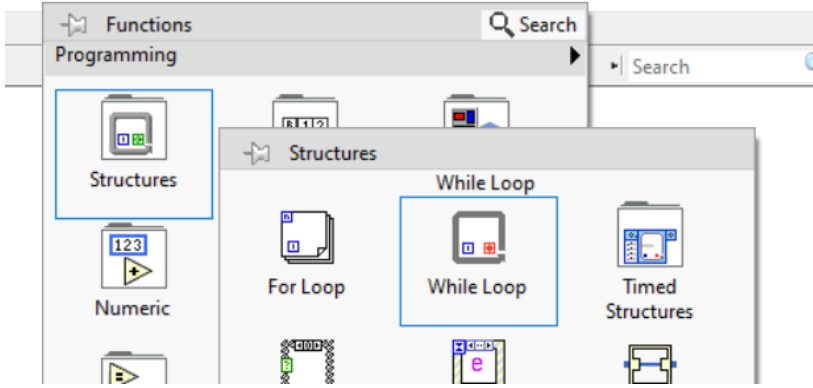 Functions
Search
Programming
Search
Structures
Structures
While Loop
123
Numeric
For Loop
While Loop
Timed
Structures